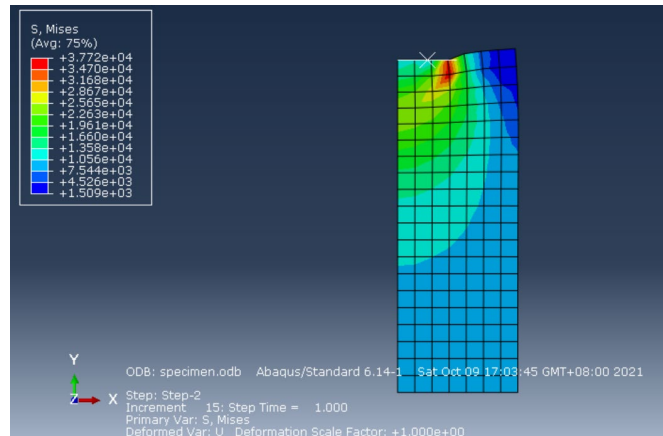 S, Mises
(Avg: 75%)
+3.772e+04
+3.470e+04
+3.168e+04
+2.867e+04
+2.565e+04
+2.263e+04
+1.961e+04
+1.660e+04
+1.358e+04
+1.056e+04
+7.544e+03
+4.526e+03
+1.509e+03
Y
Z X
ODB: specimen.odb Abaqus/Standard 6.14-1 Sat Oct 09 17:03:45 GMT+08:00 2021
Step: Step-2
Increment 15: Step Time = 1.000
Primary Var: S, Mises
Deformed Var: U Deformation Scale Factor: +1.000e+00